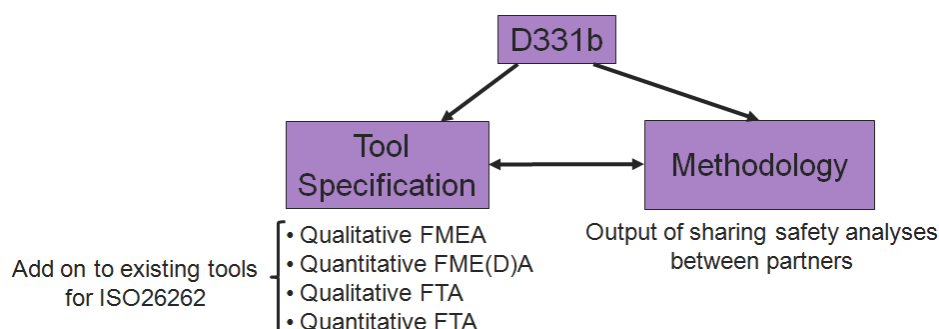 D331b
Tool
Specification
Methodology
• Qualitative FMEA
• Quantitative FME(D)A
• Qualitative FTA
• Quantitative FTA
Add on to existing tools
for ISO26262
Output of sharing safety analyses
between partners